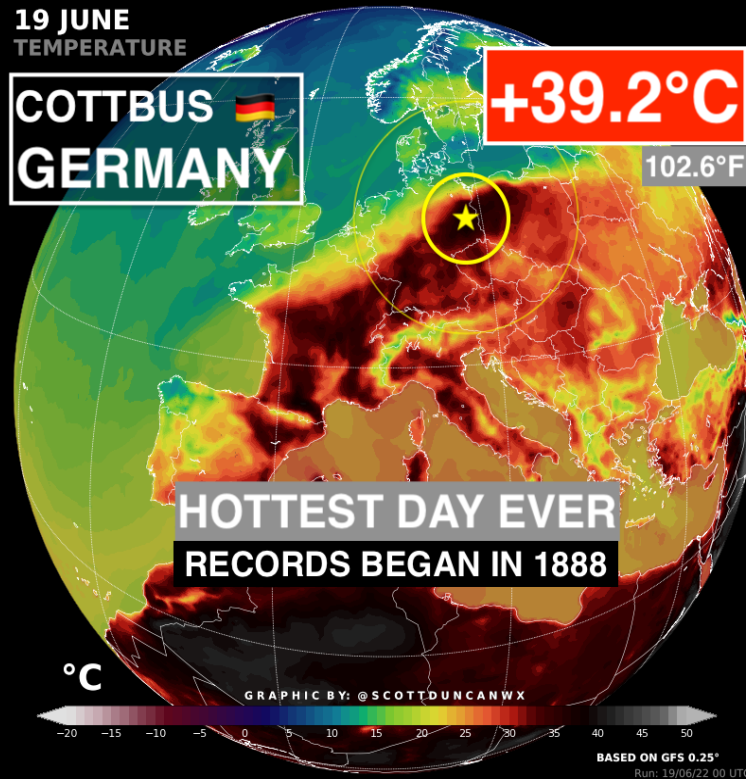 19 JUNE
TEMPERATURE
COTTBUS 🇩🇪
GERMANY
+39.2°C
102.6°F
HOTTEST DAY EVER
RECORDS BEGAN IN 1888
°C
GRAPHIC BY: @SCOTTDUNCANWX
−20 −15 −10 −5 0 5 10 15 20 25 30 35 40 45 50
BASED ON GFS 0.25°
Run: 19/06/22 00 UTC